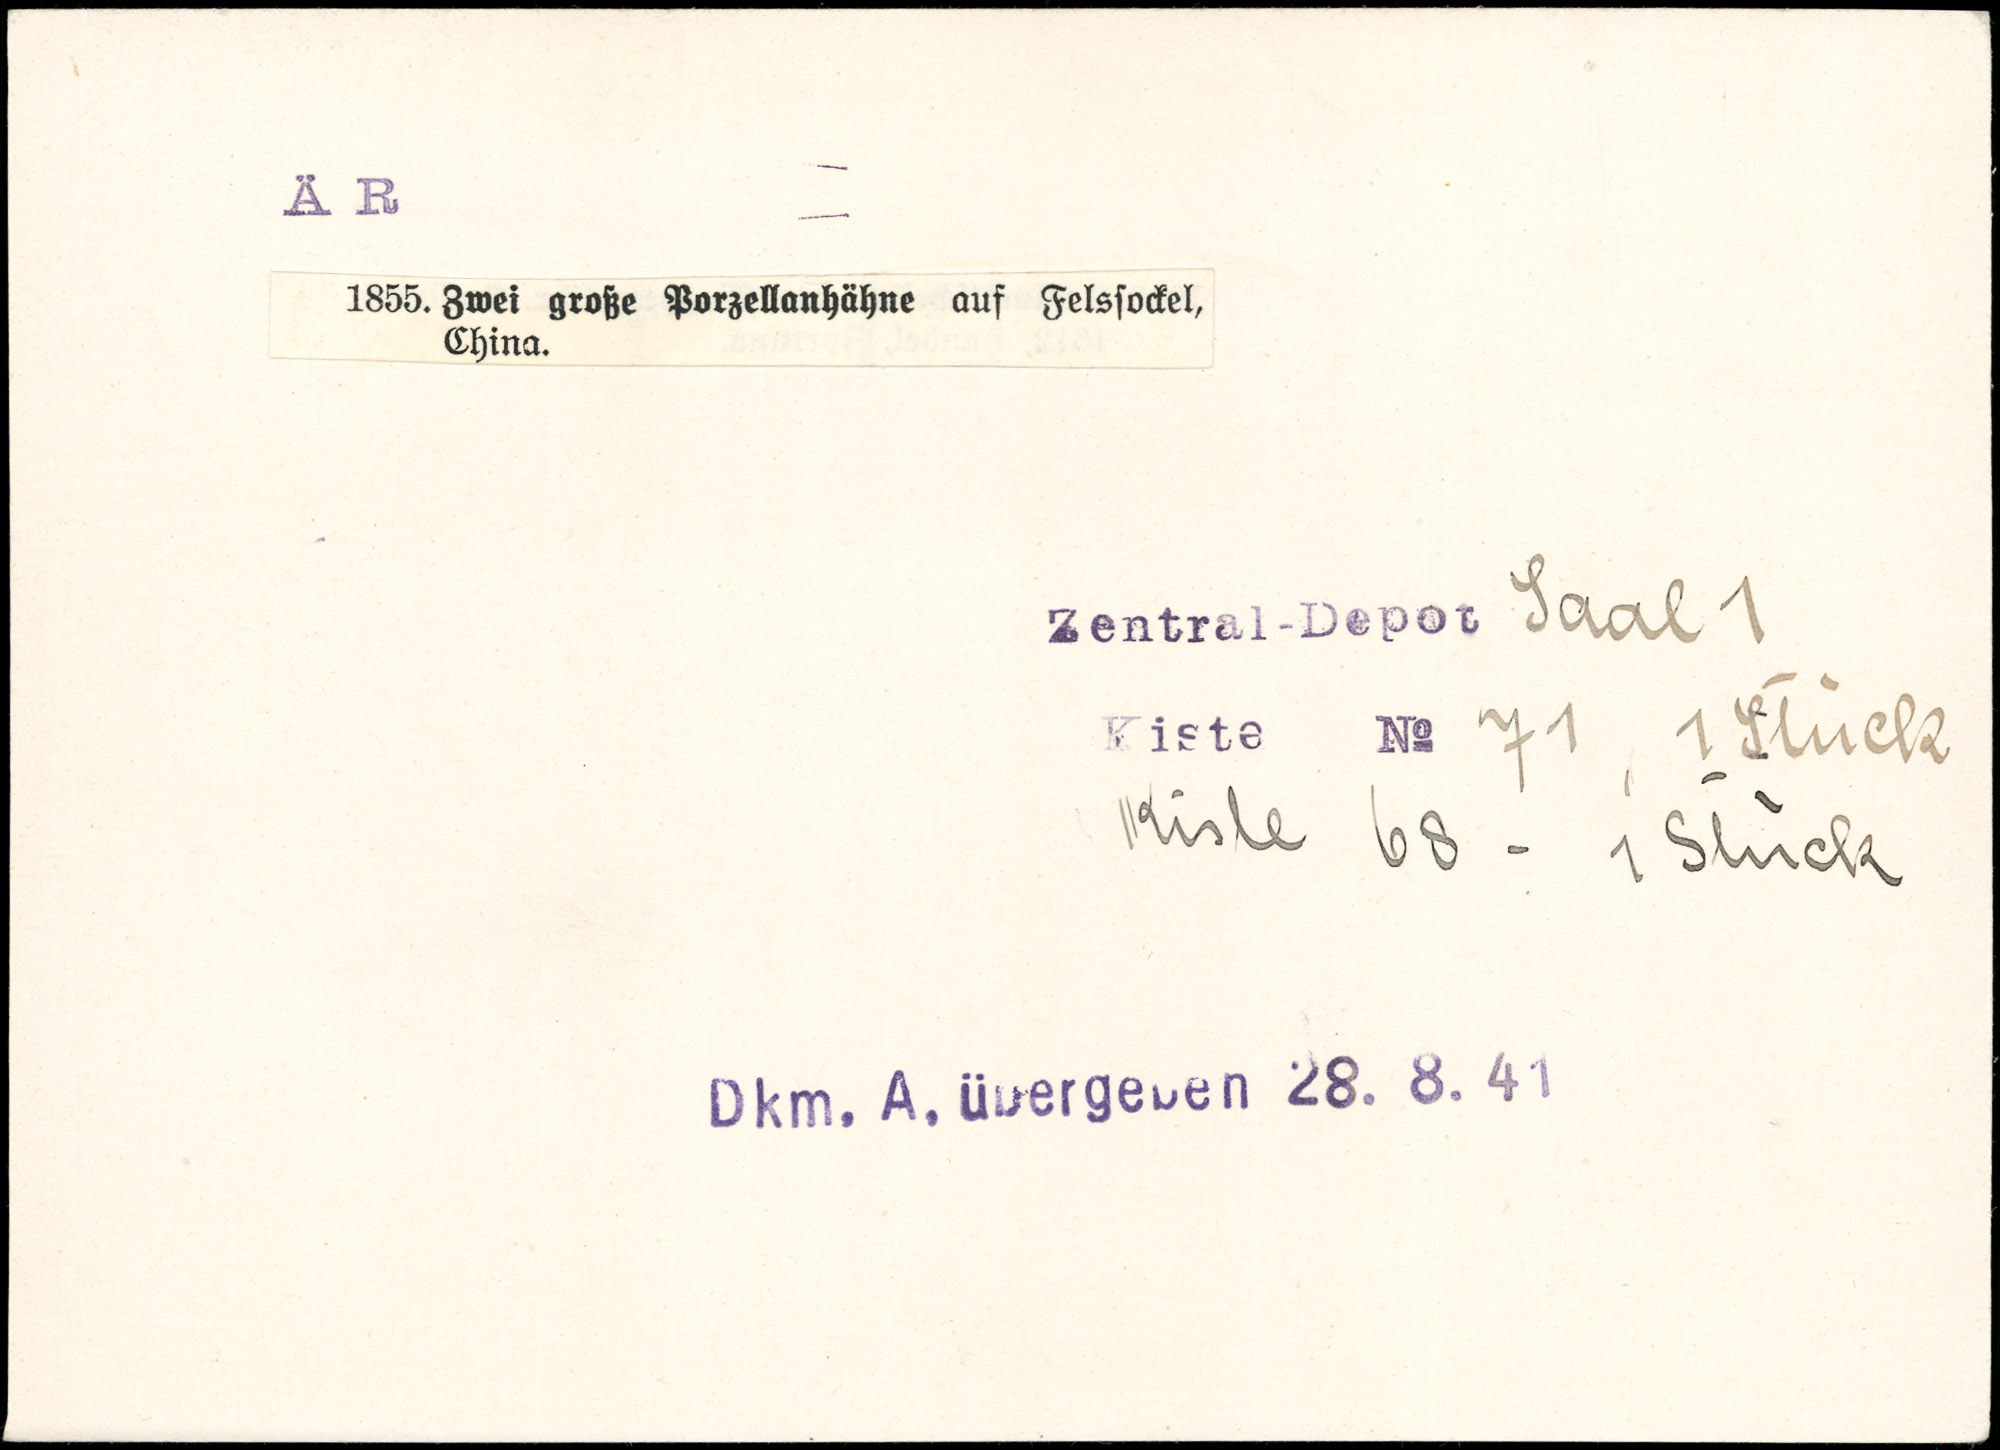 Ä R
1855. Zwei große Porzellanhähne auf Felssockel,
China.
Zentral-Depot Saal 1
Kiste № 71, 1 Stück
Kiste 68 - 1 Stück
Dkm. A. übergeben 28. 8. 41